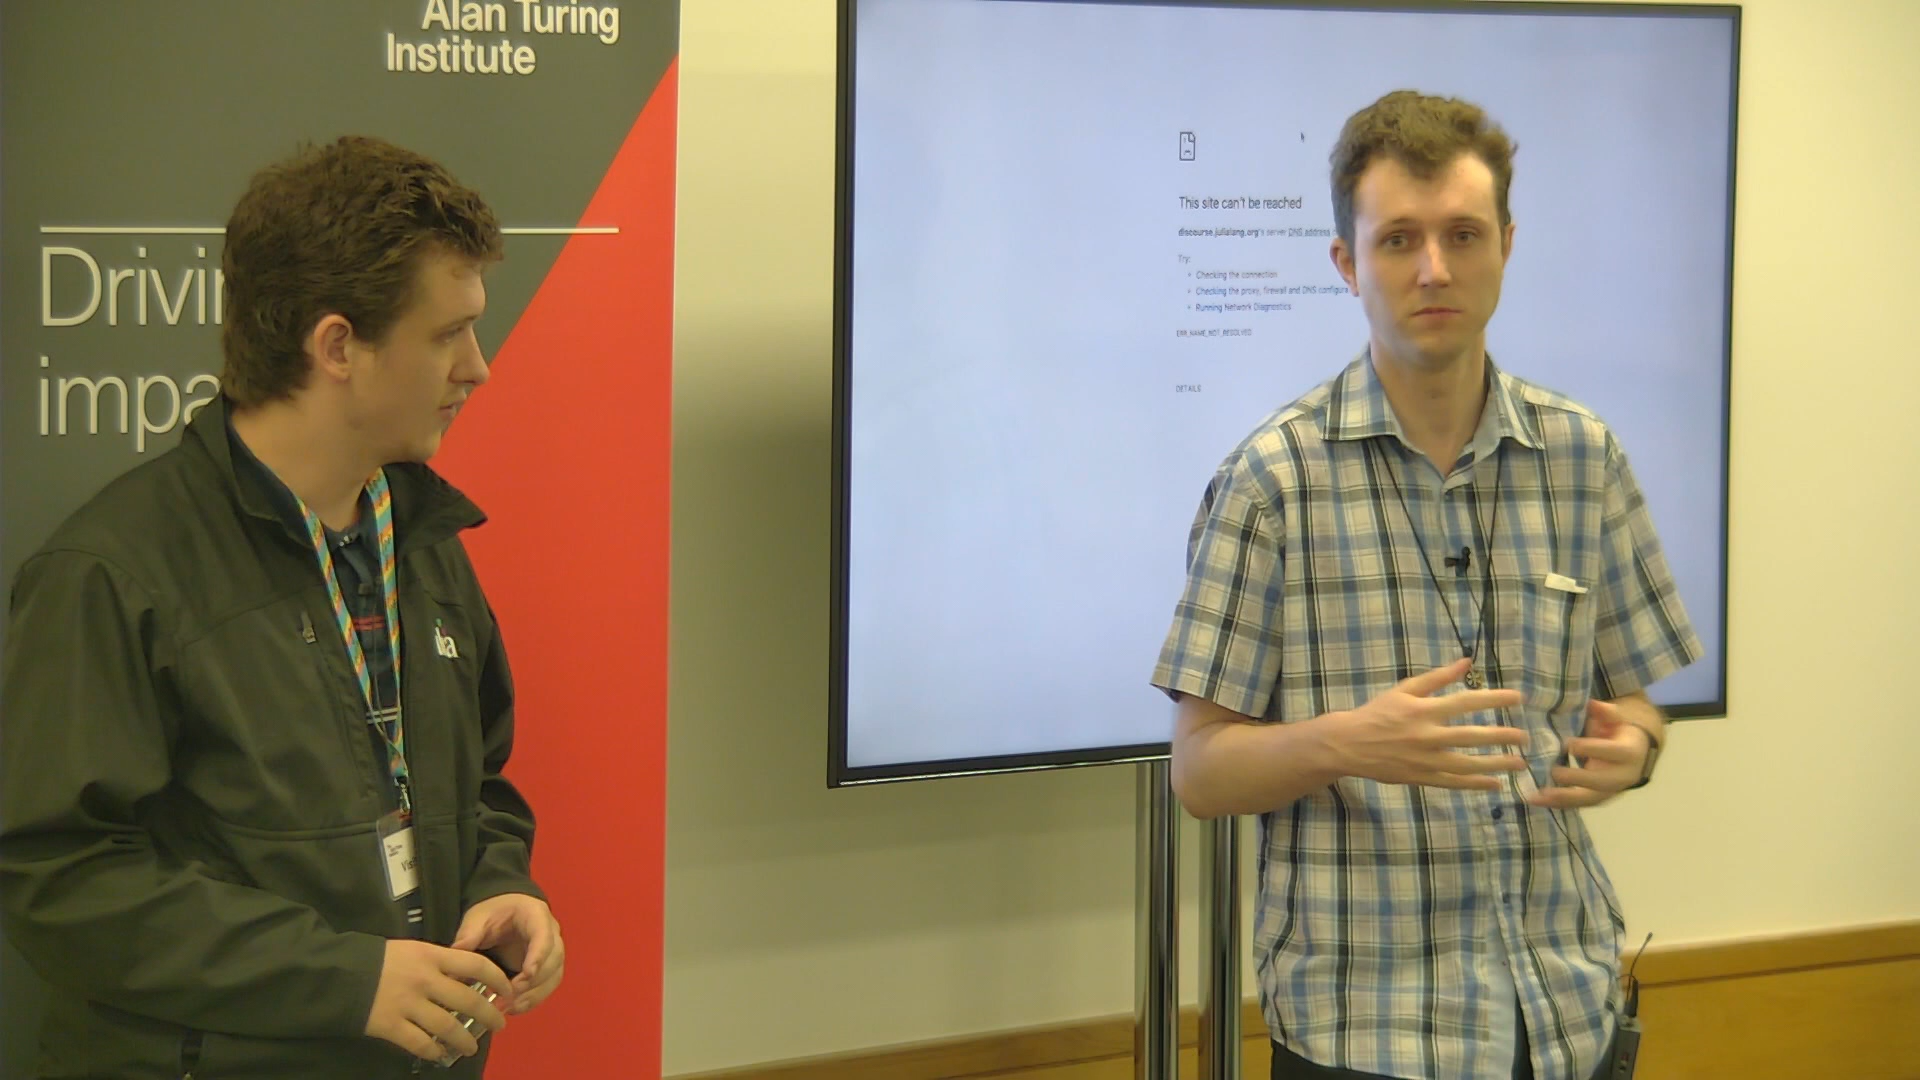 Alan Turing
Institute
Drivin
impa
This site can't be reached
discourse.julialang.org's server DNS address
Try:
Checking the connection
Checking the proxy, firewall and DNS configura
Running Network Diagnostics
ERR_NAME_NOT_RESOLVED
DETAILS